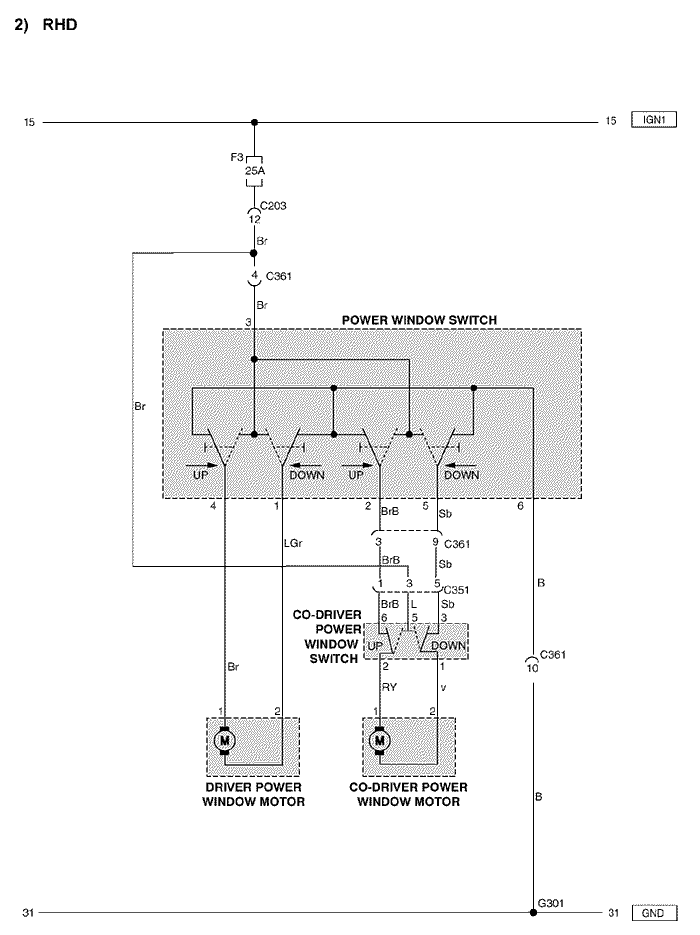 2) RHD
15 15 IGN1
F3
25A
C203
12
Br
4 C361
Br
3
POWER WINDOW SWITCH
Br
UP DOWN UP DOWN
4 1 2 5 6
BrB Sb
LGr
3 9 C361
BrB Sb
1 3 5 C351
B
BrB L Sb
CO-DRIVER
POWER
WINDOW
SWITCH
6 5 3
UP DOWN
2 1
C361
10
Br
RY v
1 2 1 2
M M
DRIVER POWER
WINDOW MOTOR
CO-DRIVER POWER
WINDOW MOTOR
B
G301
31 31 GND